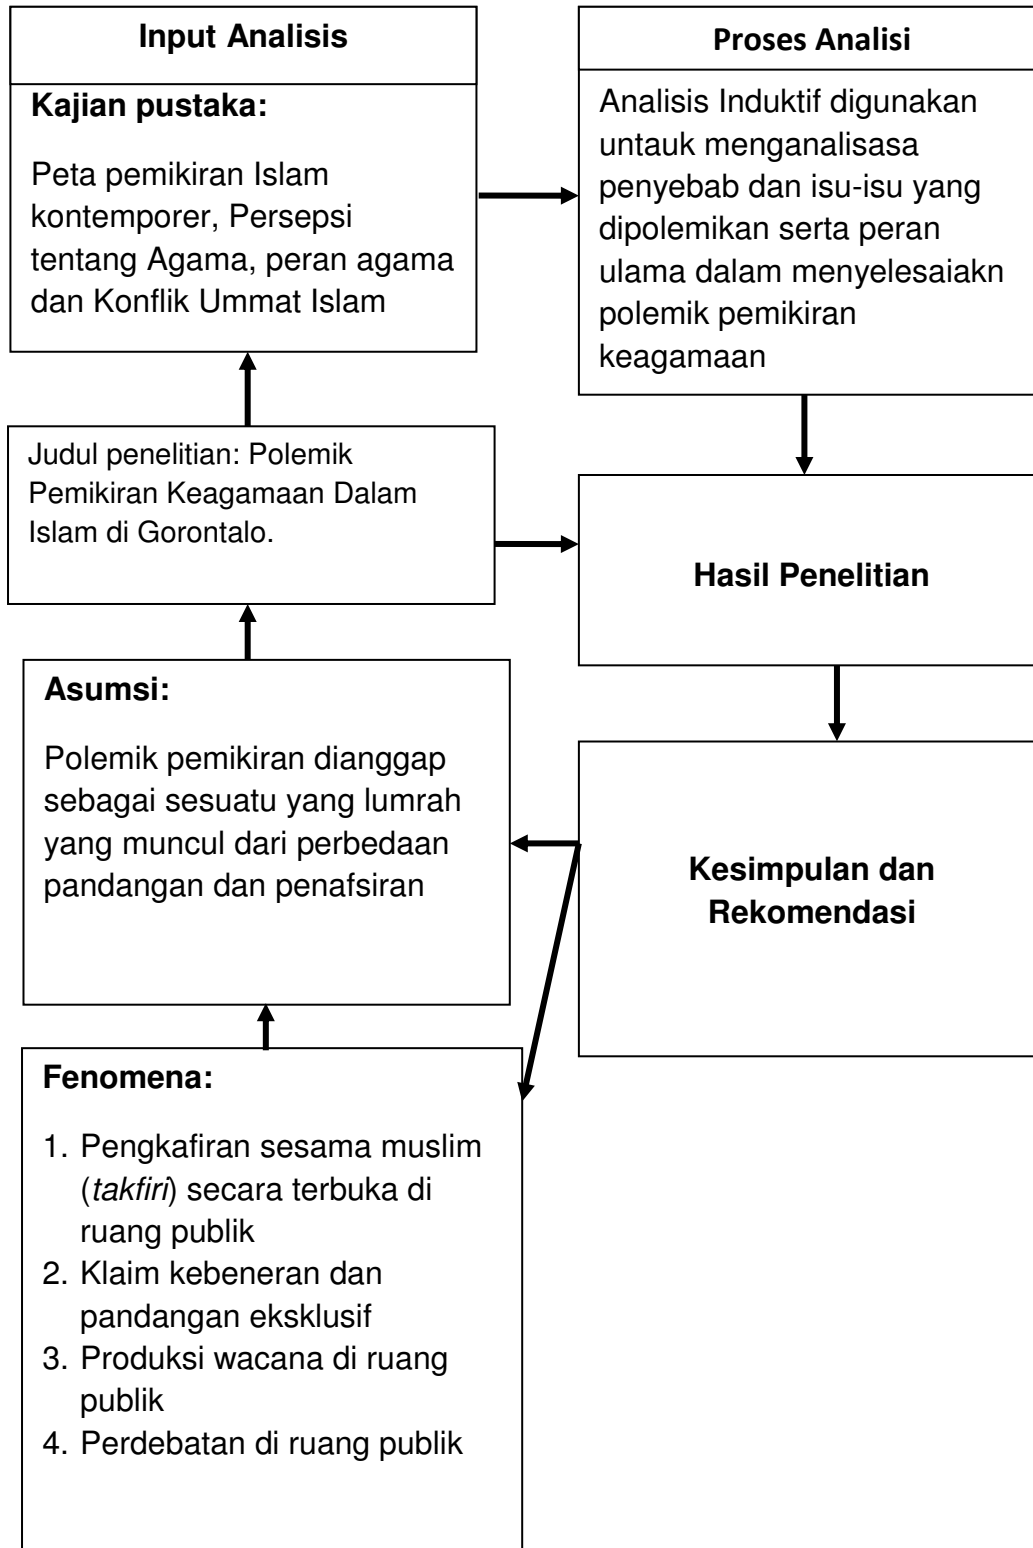 Input Analisis
Kajian pustaka:
Peta pemikiran Islam
kontemporer, Persepsi
tentang Agama, peran agama
dan Konflik Ummat Islam
Proses Analisi
Analisis Induktif digunakan
untauk menganalisasa
penyebab dan isu-isu yang
dipolemikan serta peran
ulama dalam menyelesaiakn
polemik pemikiran
keagamaan
Judul penelitian: Polemik
Pemikiran Keagamaan Dalam
Islam di Gorontalo.
Hasil Penelitian
Asumsi:
Polemik pemikiran dianggap
sebagai sesuatu yang lumrah
yang muncul dari perbedaan
pandangan dan penafsiran
Kesimpulan dan
Rekomendasi
Fenomena:
1. Pengkafiran sesama muslim
(takfiri) secara terbuka di
ruang publik
2. Klaim kebeneran dan
pandangan eksklusif
3. Produksi wacana di ruang
publik
4. Perdebatan di ruang publik